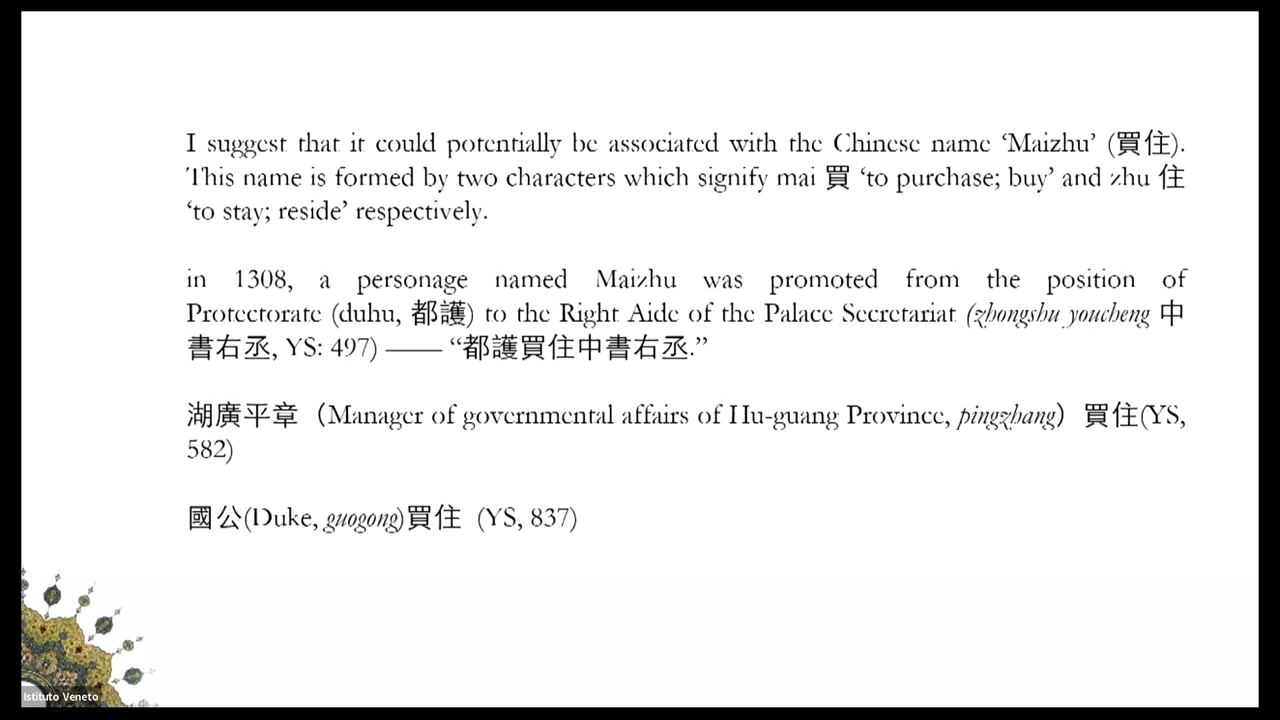 I suggest that it could potentially be associated with the Chinese name ‘Maizhu’ (買住).
This name is formed by two characters which signify mai 買 ‘to purchase; buy’ and zhu 住
‘to stay; reside’ respectively.
in 1308, a personage named Maizhu was promoted from the position of
Protectorate (duhu, 都護) to the Right Aide of the Palace Secretariat (zhongshu youcheng 中
書右丞, YS: 497) —— “都護買住中書右丞.”
湖廣平章（Manager of governmental affairs of Hu-guang Province, pingzhang）買住(YS,
582)
國公(Duke, guogong)買住 (YS, 837)
Istituto Veneto